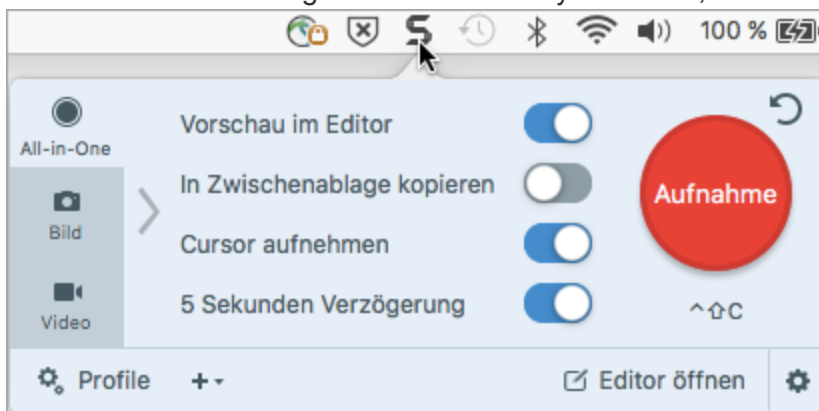 100 %
All-in-One
Vorschau im Editor
In Zwischenablage kopieren
Aufnahme
Bild
Cursor aufnehmen
5 Sekunden Verzögerung
^⇧C
Video
Profile
+
Editor öffnen